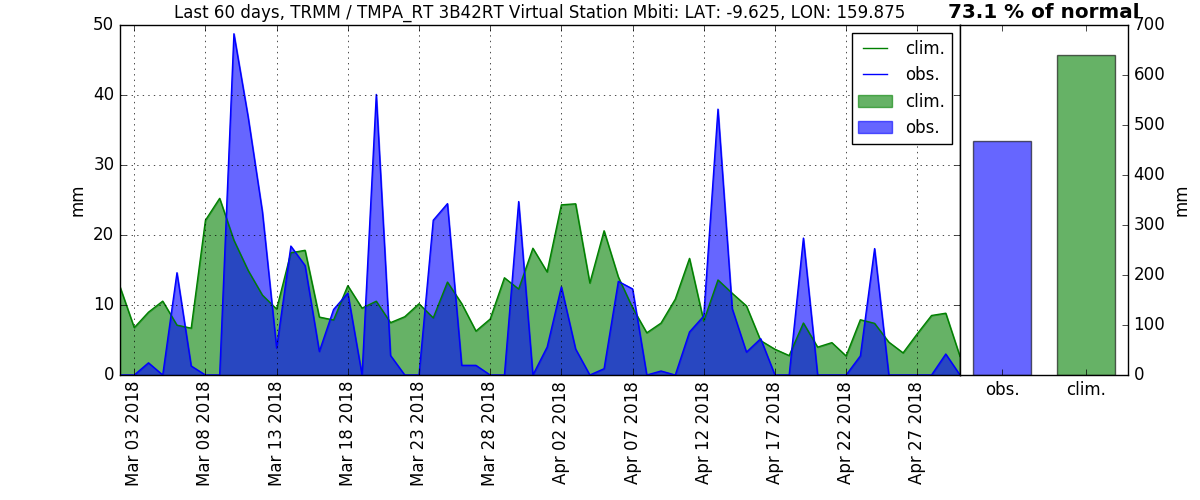 Last 60 days, TRMM / TMPA_RT 3B42RT Virtual Station Mbiti: LAT: -9.625, LON: 159.875
73.1 % of normal
50
40
30
20
10
0
mm
clim.
obs.
clim.
obs.
Mar 03 2018
Mar 08 2018
Mar 13 2018
Mar 18 2018
Mar 23 2018
Mar 28 2018
Apr 02 2018
Apr 07 2018
Apr 12 2018
Apr 17 2018
Apr 22 2018
Apr 27 2018
700
600
500
400
300
200
100
0
mm
obs.
clim.